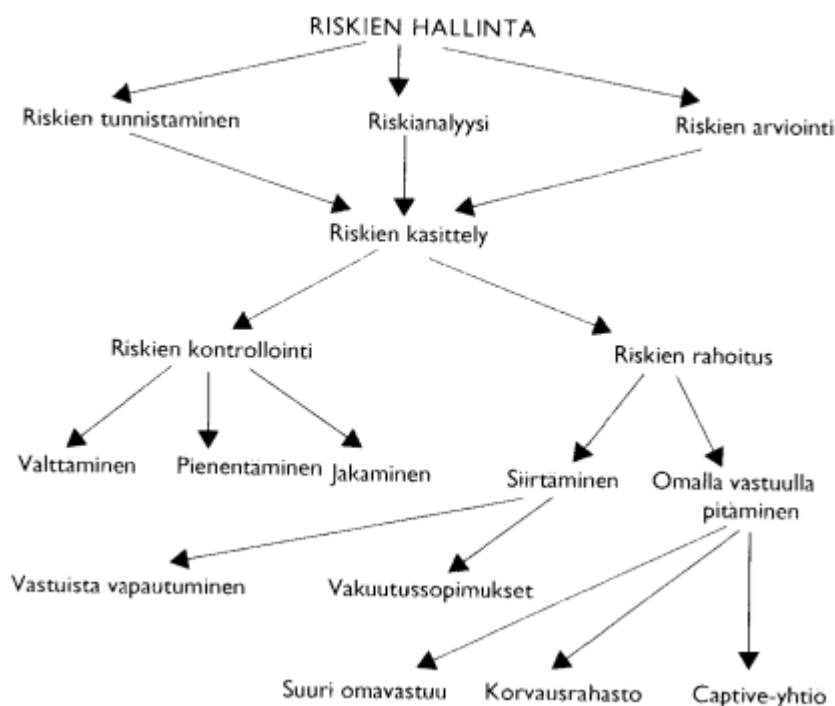 RISKIEN HALLINTA
Riskien tunnistaminen
Riskianalyysi
Riskien arviointi
Riskien kasittely
Riskien kontrollointi
Riskien rahoitus
Valttäminen
Pienentäminen
Jakaminen
Siirtäminen
Omalla vastuulla
pitäminen
Vastuista vapautuminen
Vakuutussopimukset
Suuri omavastuu
Korvausrahasto
Captive-yhtio